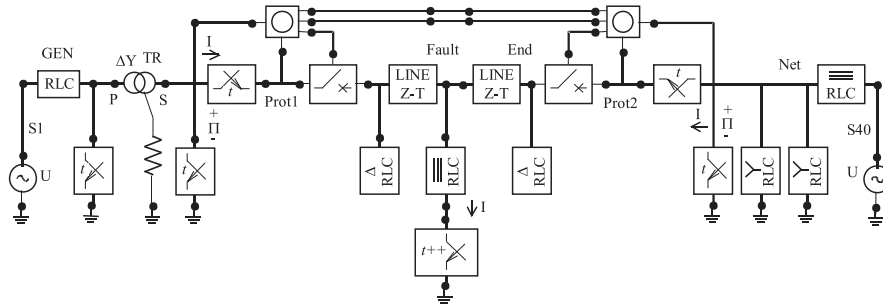 I
GEN
Fault
End
ΔY TR
Net
I
RLC
t
LINE Z-T
LINE Z-T
t
RLC
P
S
Prot1
Prot2
S1
+
Π
-
+
Π
-
I
S40
U
t
t
Δ RLC
RLC
Δ RLC
t
RLC
RLC
U
I
t++